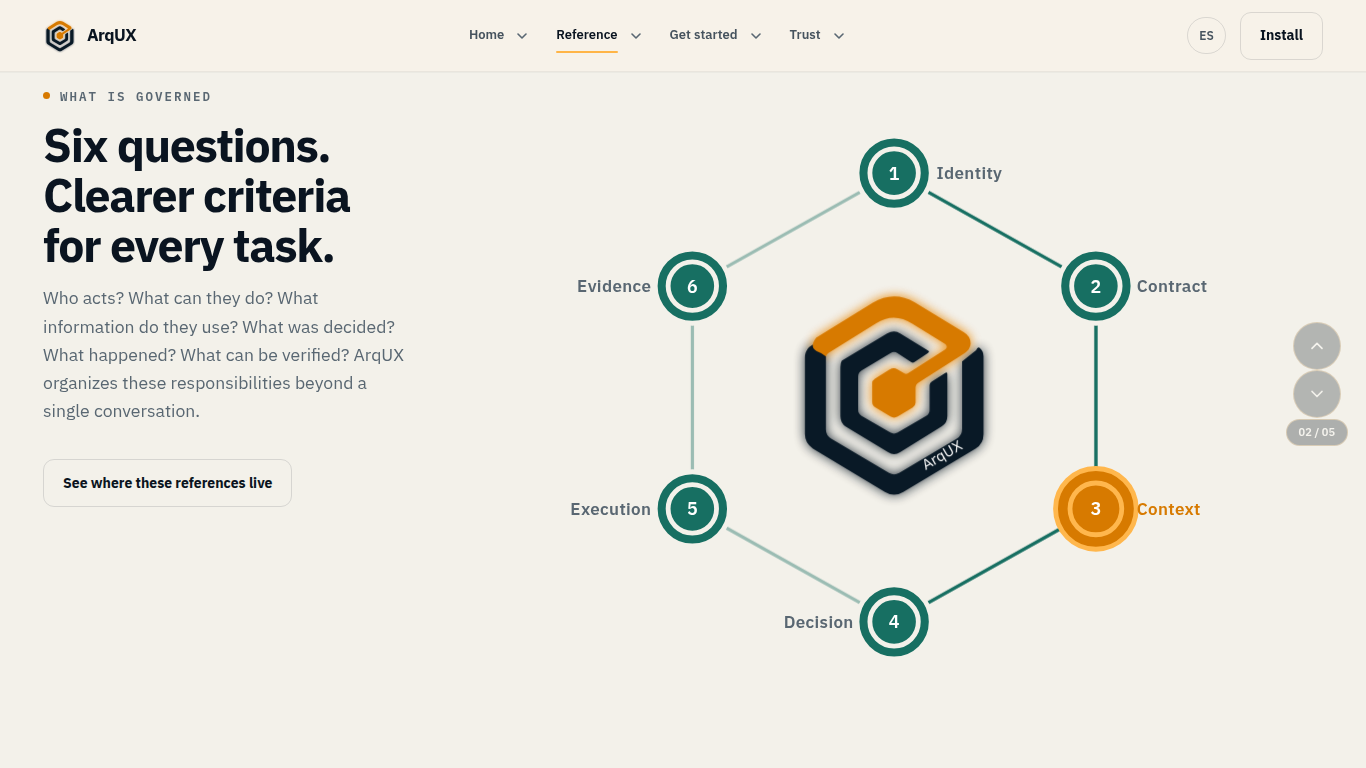 ArqUX
Home
Reference
Get started
Trust
ES
Install
WHAT IS GOVERNED
Six questions.
Clearer criteria
for every task.
Who acts? What can they do? What
information do they use? What was decided?
What happened? What can be verified? ArqUX
organizes these responsibilities beyond a
single conversation.
See where these references live
1 Identity
2 Contract
3 Context
4 Decision
5 Execution
6 Evidence
ArqUX
02 / 05